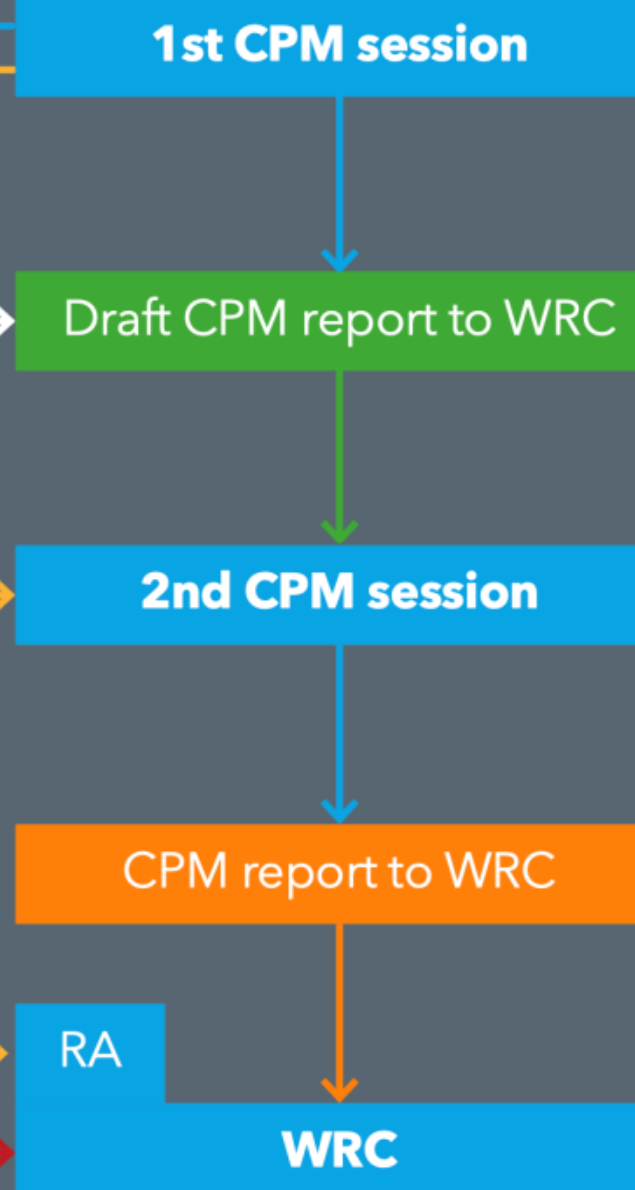 1st CPM session
Draft CPM report to WRC
2nd CPM session
CPM report to WRC
RA
WRC